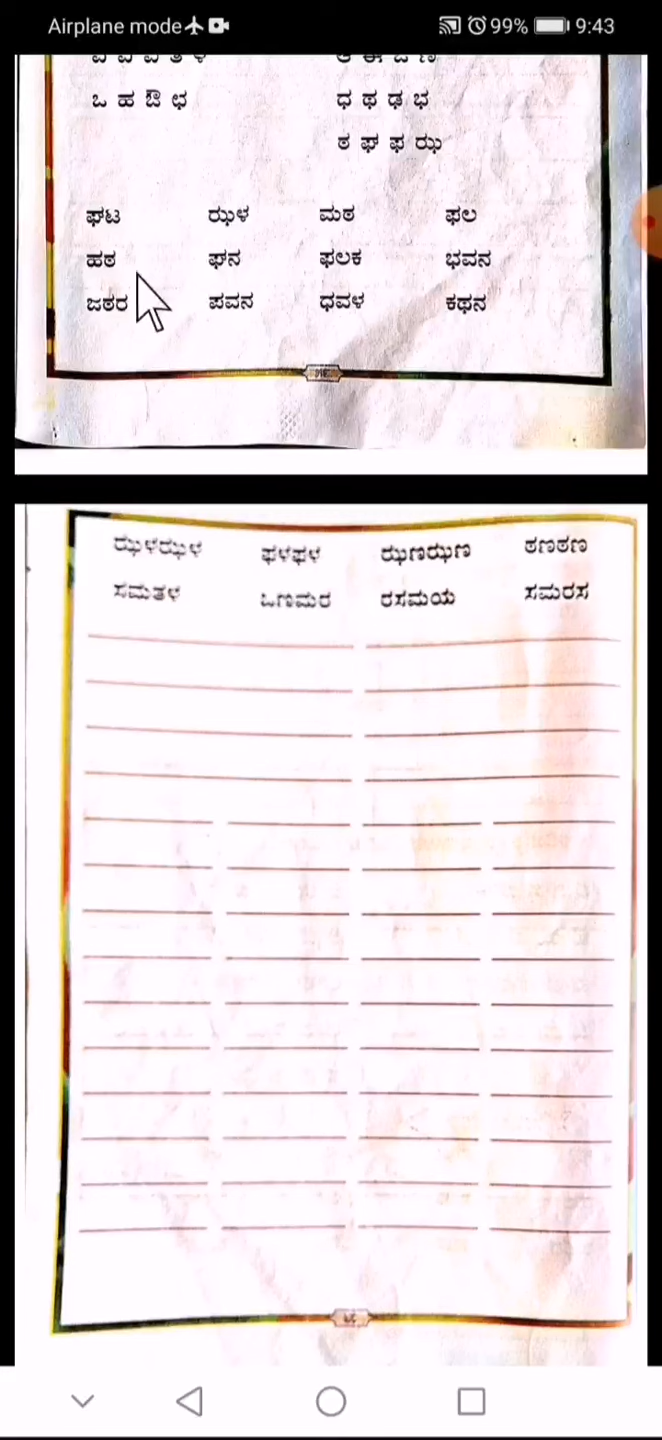 Airplane mode 99% 9:43
ಒ ಹ ಔ ಛ ಧ ಥ ಢ ಭ
ಠ ಘ ಫ ಝ
ಘಟ ಝಳ ಮಠ ಫಲ
ಹಠ ಘನ ಫಲಕ ಭವನ
ಜಠರ ಪವನ ಧವಳ ಕಥನ
ಝಳಝಳ ಫಳಫಳ ಝಣಝಣ ಠಣಠಣ
ಸಮತಳ ಒಣಮರ ರಸಮಯ ಸಮರಸ